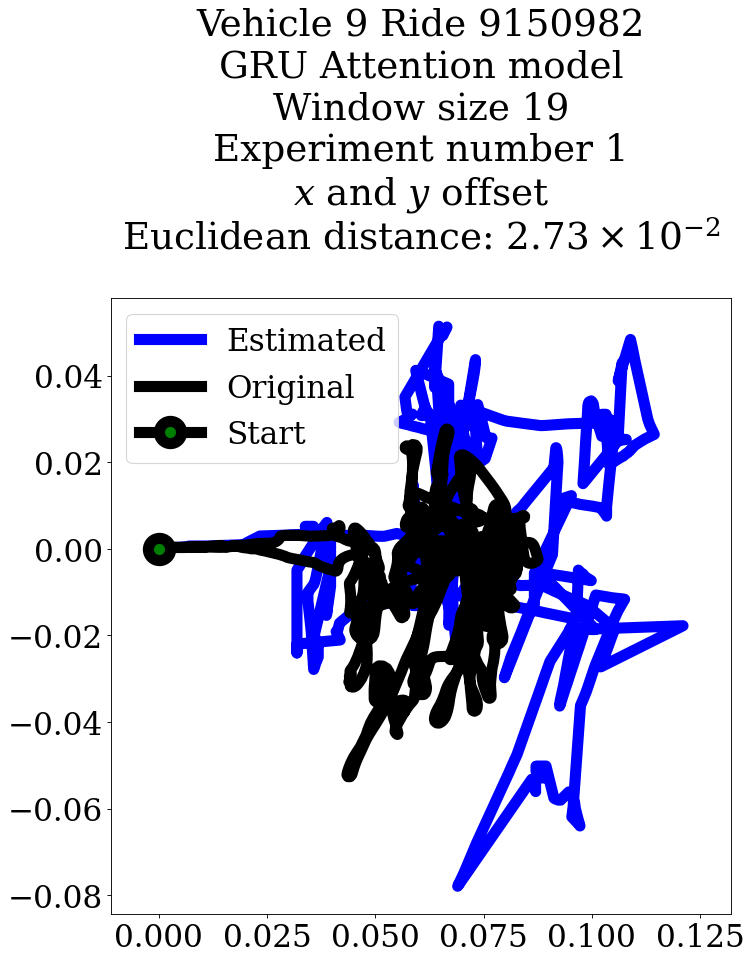 Vehicle 9 Ride 9150982
GRU Attention model
Window size 19
Experiment number 1
x and y offset
Euclidean distance: 2.73 × 10⁻²
Estimated
Original
Start
0.04
0.02
0.00
−0.02
−0.04
−0.06
−0.08
0.000 0.025 0.050 0.075 0.100 0.125